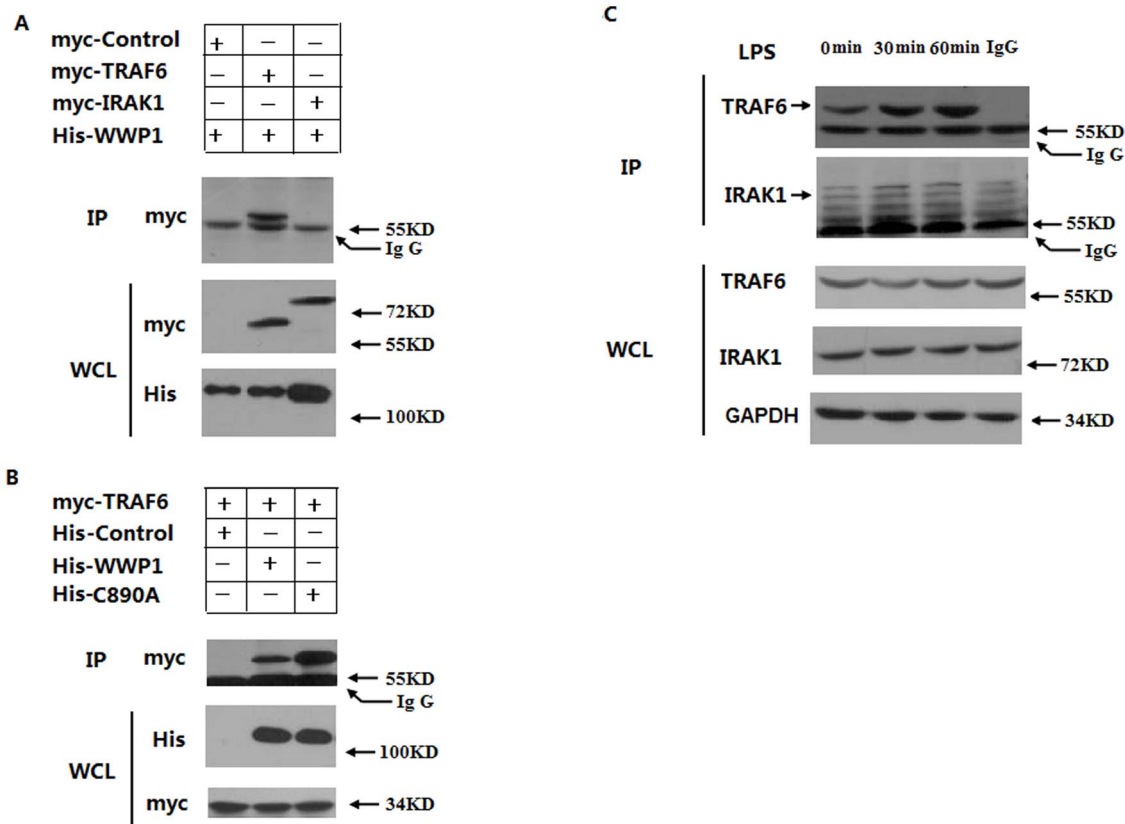 A
myc-Control + − −
myc-TRAF6 − + −
myc-IRAK1 − − +
His-WWP1 + + +
IP myc
55KD
Ig G
WCL
myc
72KD
55KD
His
100KD
B
myc-TRAF6 + + +
His-Control + − −
His-WWP1 − + −
His-C890A − − +
IP myc
55KD
Ig G
WCL
His
100KD
myc
34KD
C
LPS 0min 30min 60min IgG
IP
TRAF6
55KD
Ig G
IRAK1
55KD
IgG
WCL
TRAF6
55KD
IRAK1
72KD
GAPDH
34KD